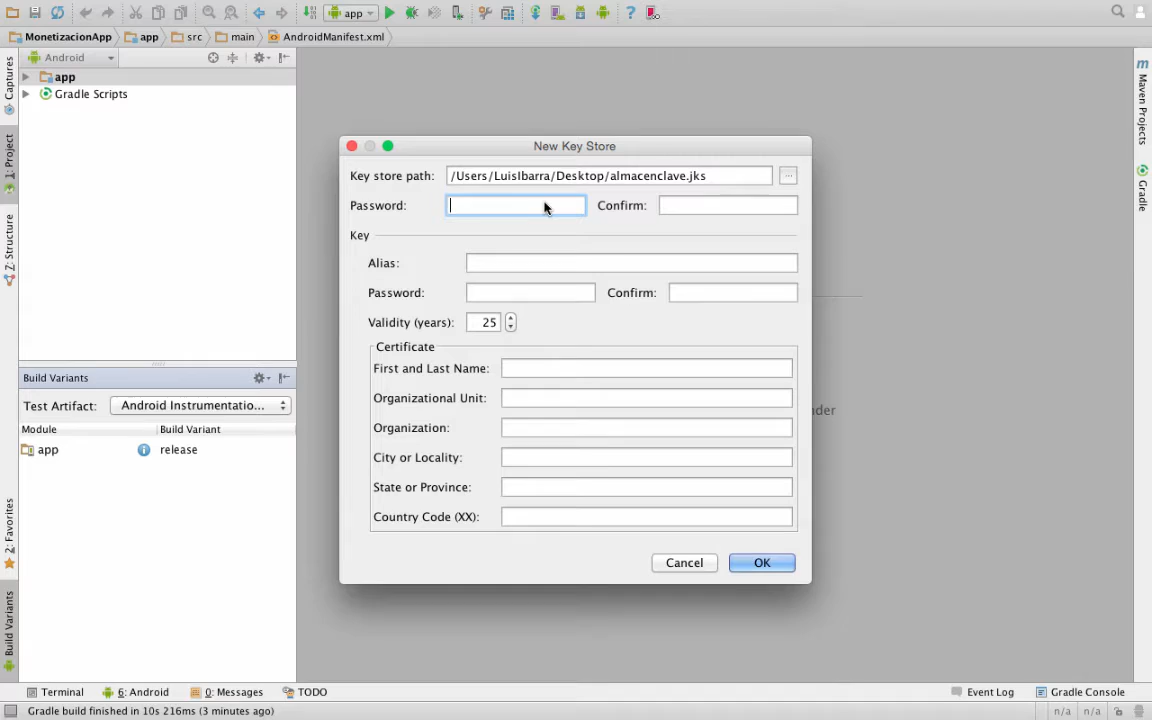 app
MonetizacionApp app src main AndroidManifest.xml
Android
app
Gradle Scripts
Captures
1: Project
Z: Structure
2: Favorites
Build Variants
Maven Projects
Gradle
New Key Store
Key store path: /Users/LuisIbarra/Desktop/almacenclave.jks ...
Password: Confirm:
Key
Alias:
Password: Confirm:
Validity (years): 25
Certificate
First and Last Name:
Organizational Unit:
Organization:
City or Locality:
State or Province:
Country Code (XX):
Cancel OK
Build Variants
Test Artifact: Android Instrumentatio...
Module Build Variant
app release
Terminal 6: Android 0: Messages TODO Event Log Gradle Console
Gradle build finished in 10s 216ms (3 minutes ago) n/a n/a